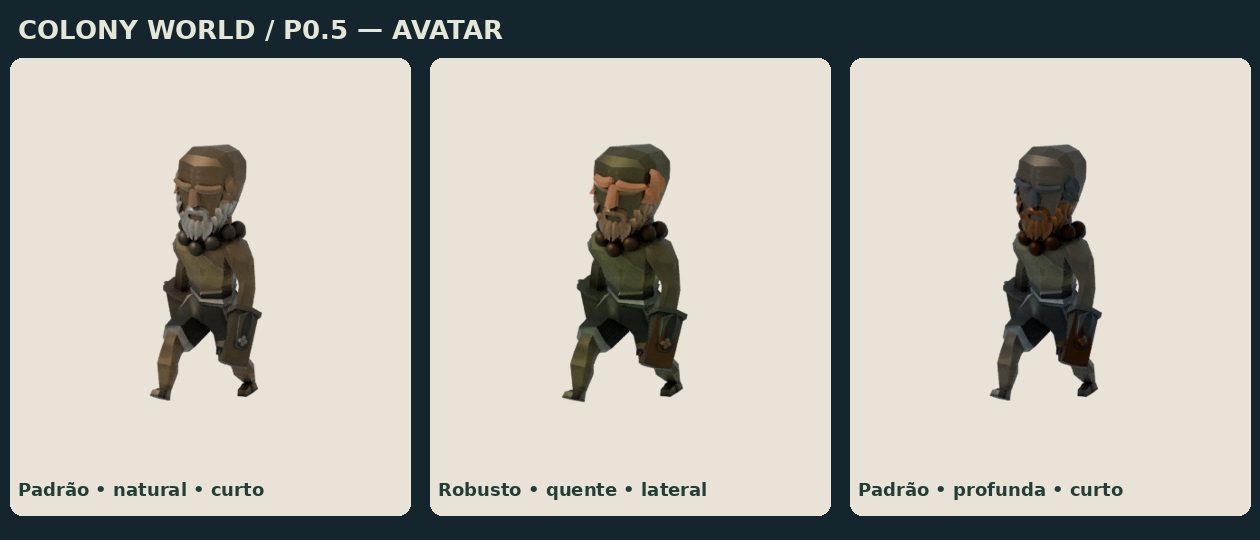 COLONY WORLD / P0.5 — AVATAR
Padrão • natural • curto
Robusto • quente • lateral
Padrão • profunda • curto